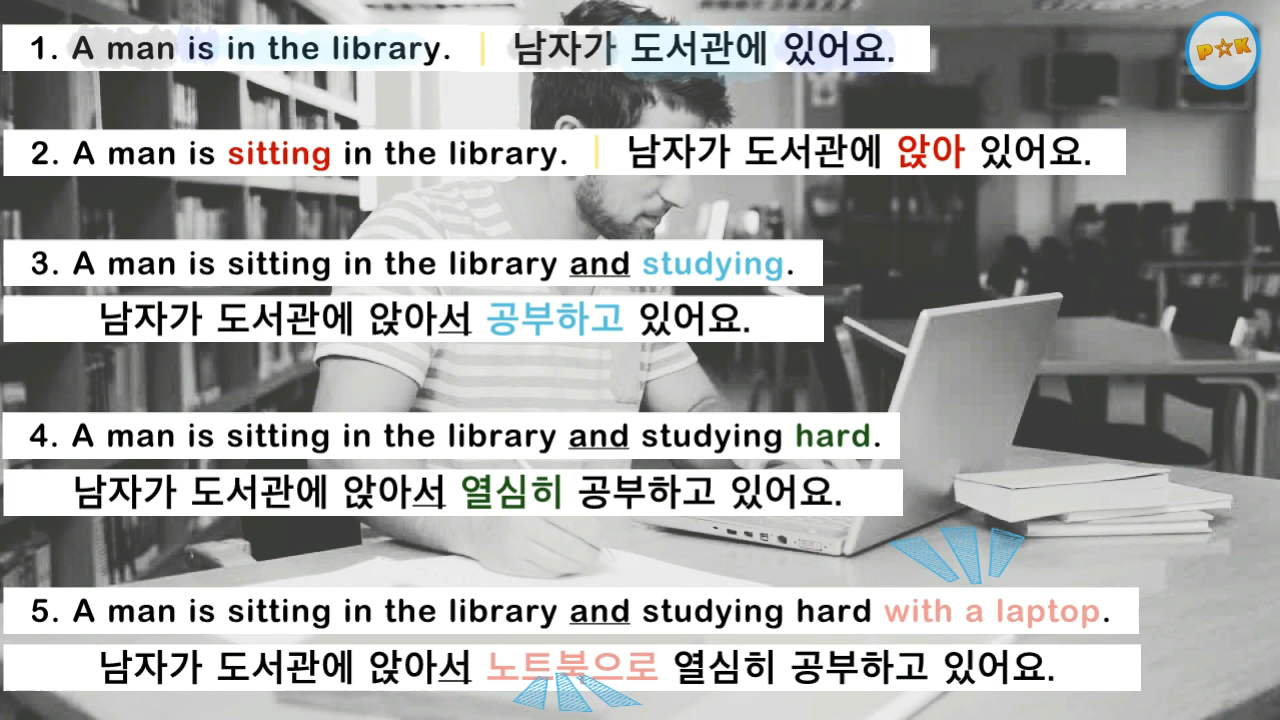 P☆K
1. A man is in the library. | 남자가 도서관에 있어요.
2. A man is sitting in the library. | 남자가 도서관에 앉아 있어요.
3. A man is sitting in the library and studying.
남자가 도서관에 앉아서 공부하고 있어요.
4. A man is sitting in the library and studying hard.
남자가 도서관에 앉아서 열심히 공부하고 있어요.
5. A man is sitting in the library and studying hard with a laptop.
남자가 도서관에 앉아서 노트북으로 열심히 공부하고 있어요.